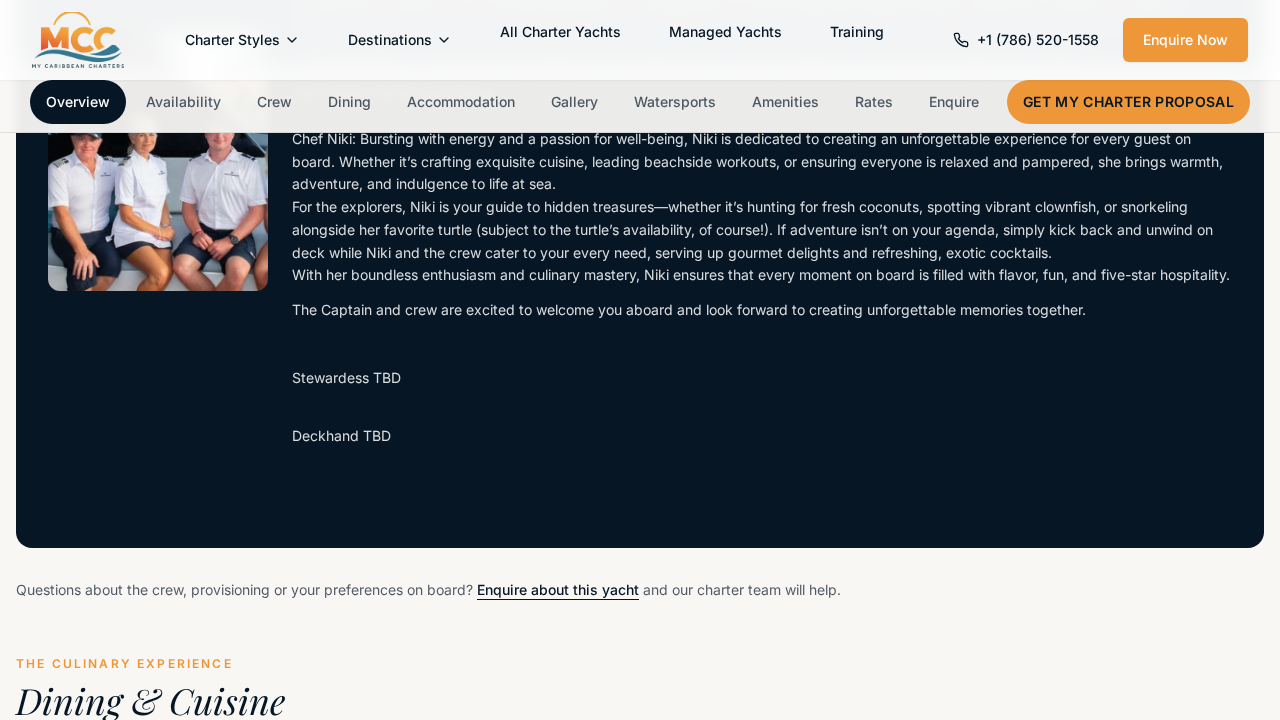 MCC
MY CARIBBEAN CHARTERS
Charter Styles
Destinations
All Charter Yachts
Managed Yachts
Training
+1 (786) 520-1558
Enquire Now
Overview
Availability
Crew
Dining
Accommodation
Gallery
Watersports
Amenities
Rates
Enquire
GET MY CHARTER PROPOSAL
Chef Niki: Bursting with energy and a passion for well-being, Niki is dedicated to creating an unforgettable experience for every guest on
board. Whether it’s crafting exquisite cuisine, leading beachside workouts, or ensuring everyone is relaxed and pampered, she brings warmth,
adventure, and indulgence to life at sea.
For the explorers, Niki is your guide to hidden treasures—whether it’s hunting for fresh coconuts, spotting vibrant clownfish, or snorkeling
alongside her favorite turtle (subject to the turtle’s availability, of course!). If adventure isn’t on your agenda, simply kick back and unwind on
deck while Niki and the crew cater to your every need, serving up gourmet delights and refreshing, exotic cocktails.
With her boundless enthusiasm and culinary mastery, Niki ensures that every moment on board is filled with flavor, fun, and five-star hospitality.
The Captain and crew are excited to welcome you aboard and look forward to creating unforgettable memories together.
Stewardess TBD
Deckhand TBD
Questions about the crew, provisioning or your preferences on board? Enquire about this yacht and our charter team will help.
THE CULINARY EXPERIENCE
Dining & Cuisine